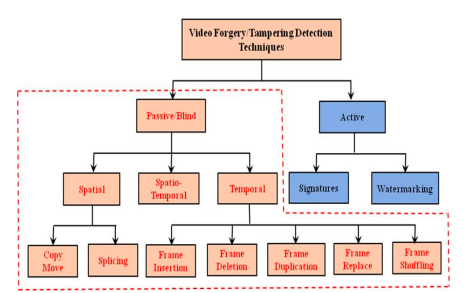 Video Forgery/Tampering Detection
Techniques
Passive/Blind
Active
Spatial
Spatio-
Temporal
Temporal
Signatures
Watermarking
Copy
Move
Splicing
Frame
Insertion
Frame
Deletion
Frame
Duplication
Frame
Replace
Frame
Shuffling